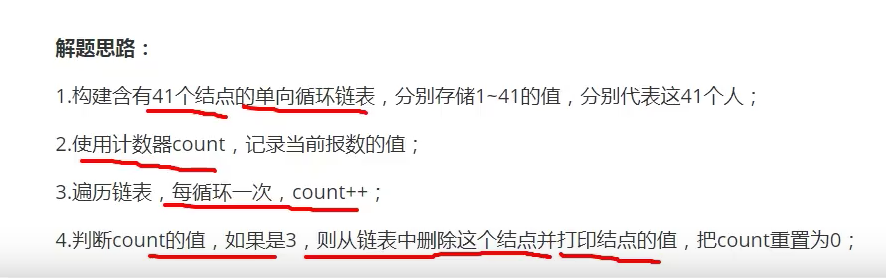 解题思路：
1.构建含有41个结点的单向循环链表，分别存储1~41的值，分别代表这41个人；
2.使用计数器count，记录当前报数的值；
3.遍历链表，每循环一次，count++；
4.判断count的值，如果是3，则从链表中删除这个结点并打印结点的值，把count重置为0；